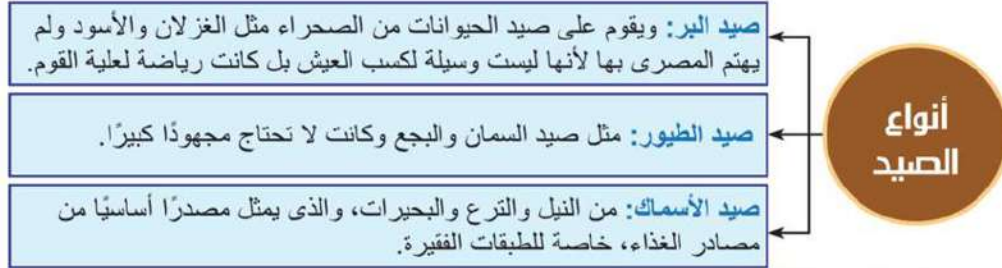 أنواع
الصيد
صيد البر: ويقوم على صيد الحيوانات من الصحراء مثل الغزلان والأسود ولم
يهتم المصرى بها لأنها ليست وسيلة لكسب العيش بل كانت رياضة لعلية القوم.
صيد الطيور: مثل صيد السمان والبجع وكانت لا تحتاج مجهودًا كبيرًا.
صيد الأسماك: من النيل والترع والبحيرات، والذى يمثل مصدرًا أساسيًا من
مصادر الغذاء، خاصة للطبقات الفقيرة.